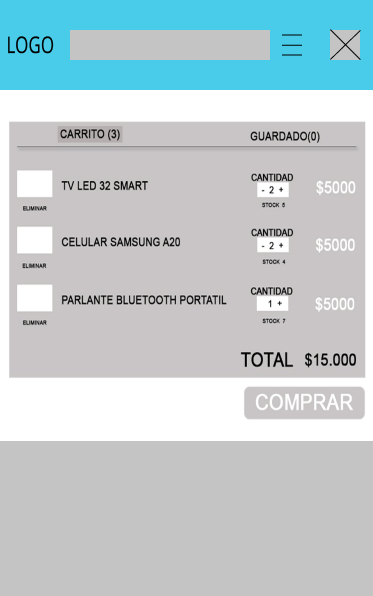 LOGO
CARRITO (3) GUARDADO(0)
CANTIDAD
TV LED 32 SMART - 2 + $5000
ELIMINAR STOCK 5
CANTIDAD
CELULAR SAMSUNG A20 - 2 + $5000
ELIMINAR STOCK 4
CANTIDAD
PARLANTE BLUETOOTH PORTATIL 1 + $5000
ELIMINAR STOCK 7
TOTAL $15.000
COMPRAR